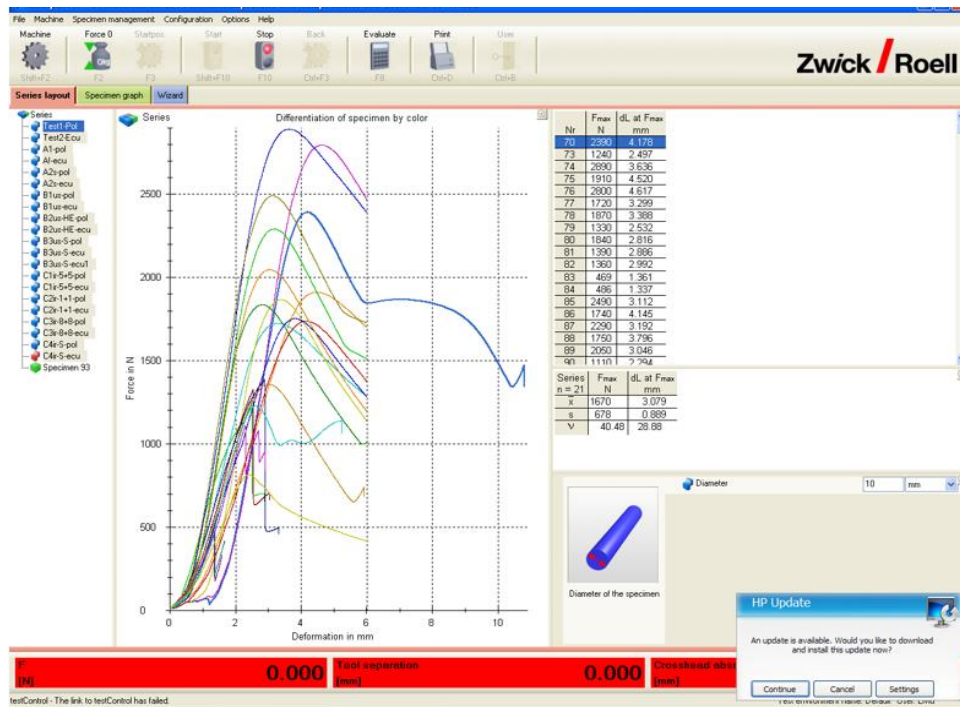 File Machine Specimen management Configuration Options Help
Machine Force 0 Startpos. Start Stop Back Evaluate Print User
Shift+F2 F2 F3 Shift+F10 F10 Ctrl+F3 F8 Ctrl+D Ctrl+B
Zwick / Roell
Series layout Specimen graph Wizard
Series
Test1-Pol
Test2-Ecu
A1-pol
Al-ecu
A2s-pol
A2s-ecu
B1us-pol
B1us-ecu
B2us-HE-pol
B2us-HE-ecu
B3us-S-pol
B3us-S-ecu
B3us-S-ecu1
C1ir-5+5-pol
C1ir-5+5-ecu
C2ir-1+1-pol
C2ir-1+1-ecu
C3ir-8+8-pol
C3ir-8+8-ecu
C4ir-S-pol
C4ir-S-ecu
Specimen 93
Series Differentiation of specimen by color
Force in N
2500
2000
1500
1000
500
0
0 2 4 6 8 10
Deformation in mm
Fmax dL at Fmax
Nr N mm
70 2390 4.178
73 1240 2.497
74 2890 3.636
75 1910 4.520
76 2800 4.617
77 1720 3.299
78 1870 3.388
79 1330 2.532
80 1840 2.816
81 1390 2.886
82 1360 2.992
83 469 1.361
84 486 1.337
85 2490 3.112
86 1740 4.145
87 2290 3.192
88 1750 3.796
89 2050 3.046
90 1110 2.294
Series Fmax dL at Fmax
n = 21 N mm
x̄ 1670 3.079
s 678 0.889
ν 40.48 28.88
Diameter 10 mm
Diameter of the specimen
HP Update
An update is available. Would you like to download
and install this update now?
Continue Cancel Settings
F [N] 0.000
Tool separation [mm] 0.000
Crosshead abs [mm]
testControl - The link to testControl has failed.